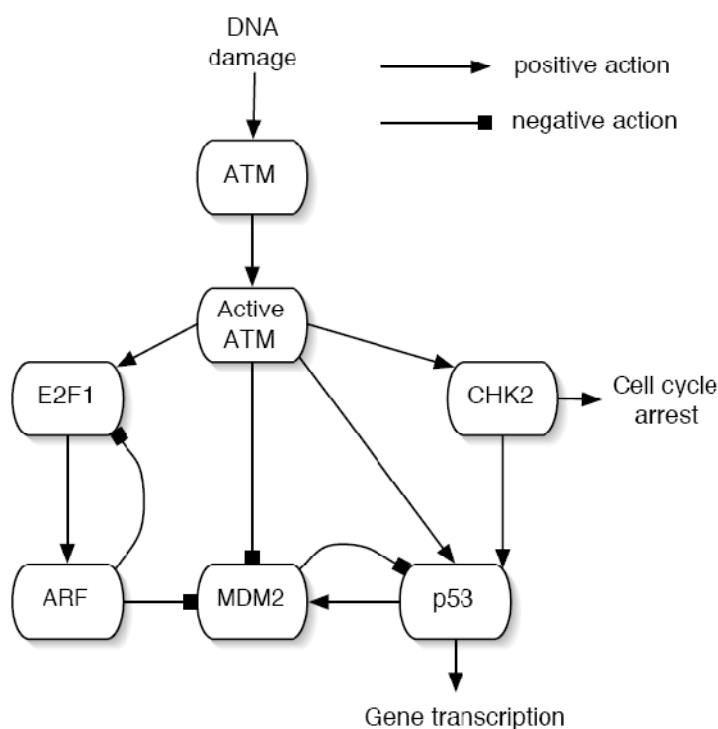 DNA
damage
positive action
negative action
ATM
Active
ATM
E2F1
CHK2
Cell cycle
arrest
ARF
MDM2
p53
Gene transcription